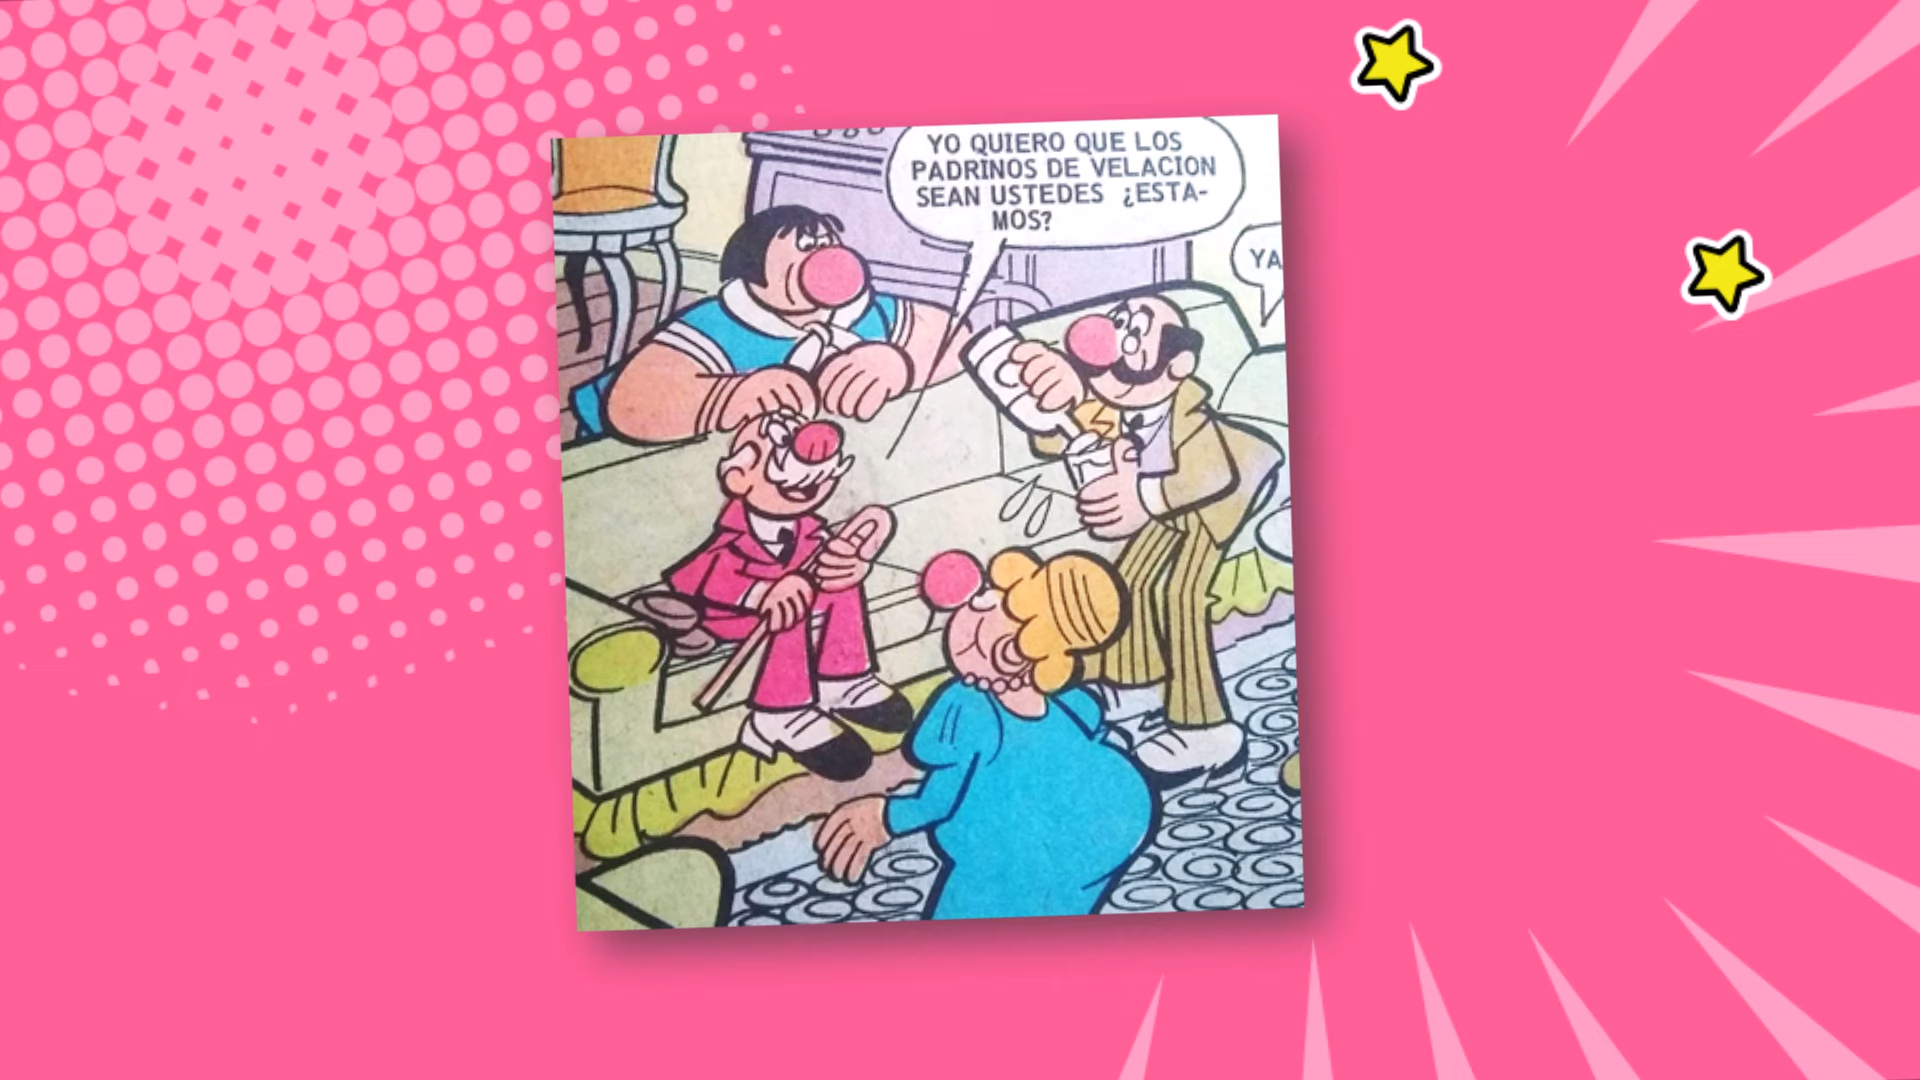 YO QUIERO QUE LOS
PADRINOS DE VELACION
SEAN USTEDES ¿ESTA-
MOS?
YA